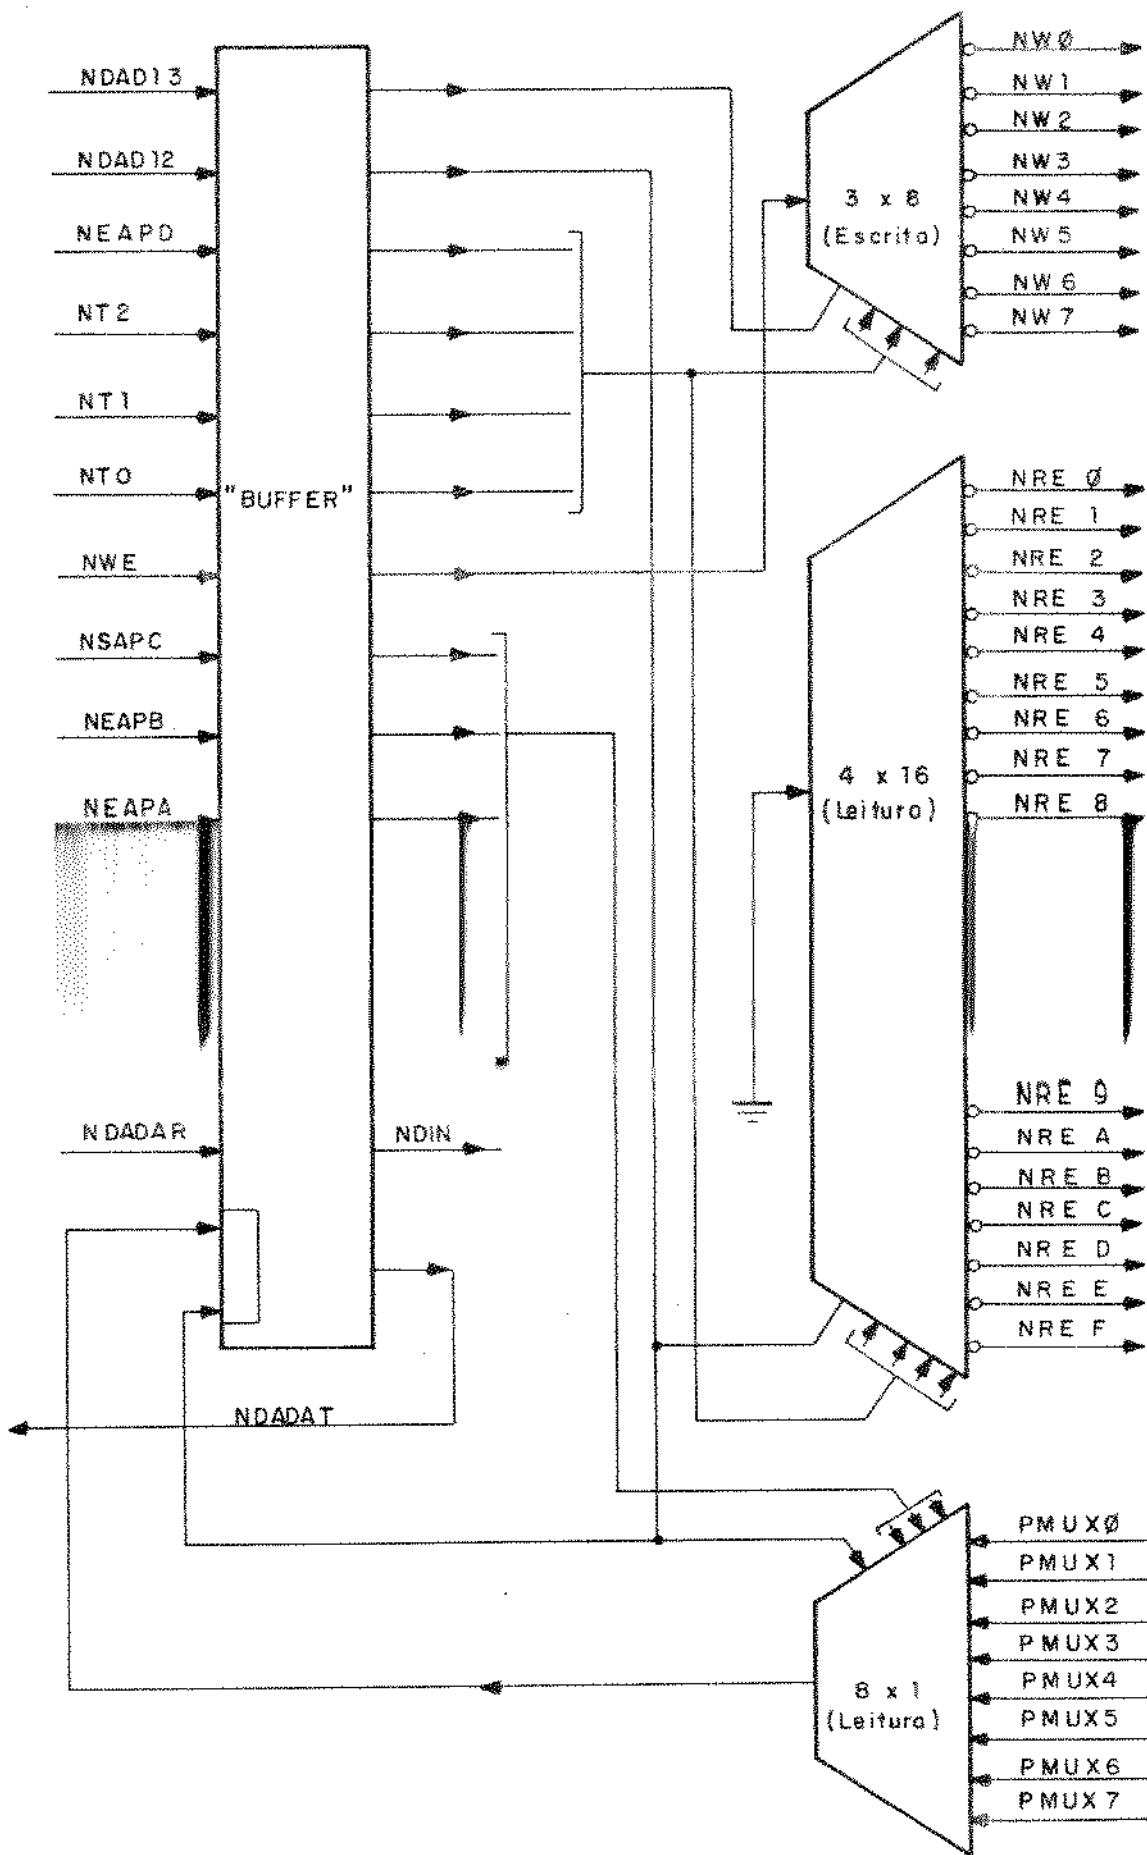 NDAD13
NDAD12
NEAPD
NT2
NT1
NT0
NWE
NSAPC
NEAPB
NEAPA
NDADAR
"BUFFER"
NDIN
NDADAT
3 x 8
(Escrita)
NWØ
NW1
NW2
NW3
NW4
NW5
NW6
NW7
4 x 16
(Leitura)
NRE Ø
NRE 1
NRE 2
NRE 3
NRE 4
NRE 5
NRE 6
NRE 7
NRE 8
NRE 9
NRE A
NRE B
NRE C
NRE D
NRE E
NRE F
8 x 1
(Leitura)
PMUXØ
PMUX1
PMUX2
PMUX3
PMUX4
PMUX5
PMUX6
PMUX7